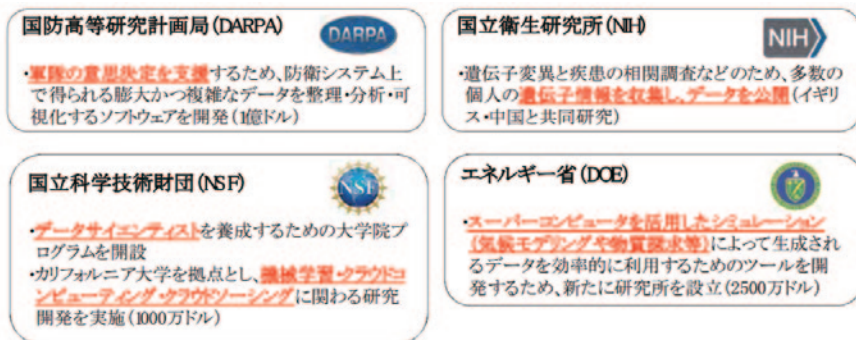 国防高等研究計画局(DARPA)
DARPA
・軍隊の意思決定を支援するため、防衛システム上
で得られる膨大かつ複雑なデータを整理・分析・可
視化するソフトウェアを開発(1億ドル)
国立衛生研究所(NIH)
NIH
・遺伝子変異と疾患の相関調査などのため、多数の
個人の遺伝子情報を収集し、データを公開(イギリ
ス・中国と共同研究)
国立科学技術財団(NSF)
NSF
・データサイエンティストを養成するための大学院プ
ログラムを開設
・カリフォルニア大学を拠点とし、機械学習・クラウドコ
ンピューティング・クラウドソーシングに関わる研究
開発を実施(1000万ドル)
エネルギー省(DOE)
・スーパーコンピュータを活用したシミュレーション
(気候モデリングや物質探求等)によって生成され
るデータを効率的に利用するためのツールを開
発するため、新たに研究所を設立(2500万ドル)